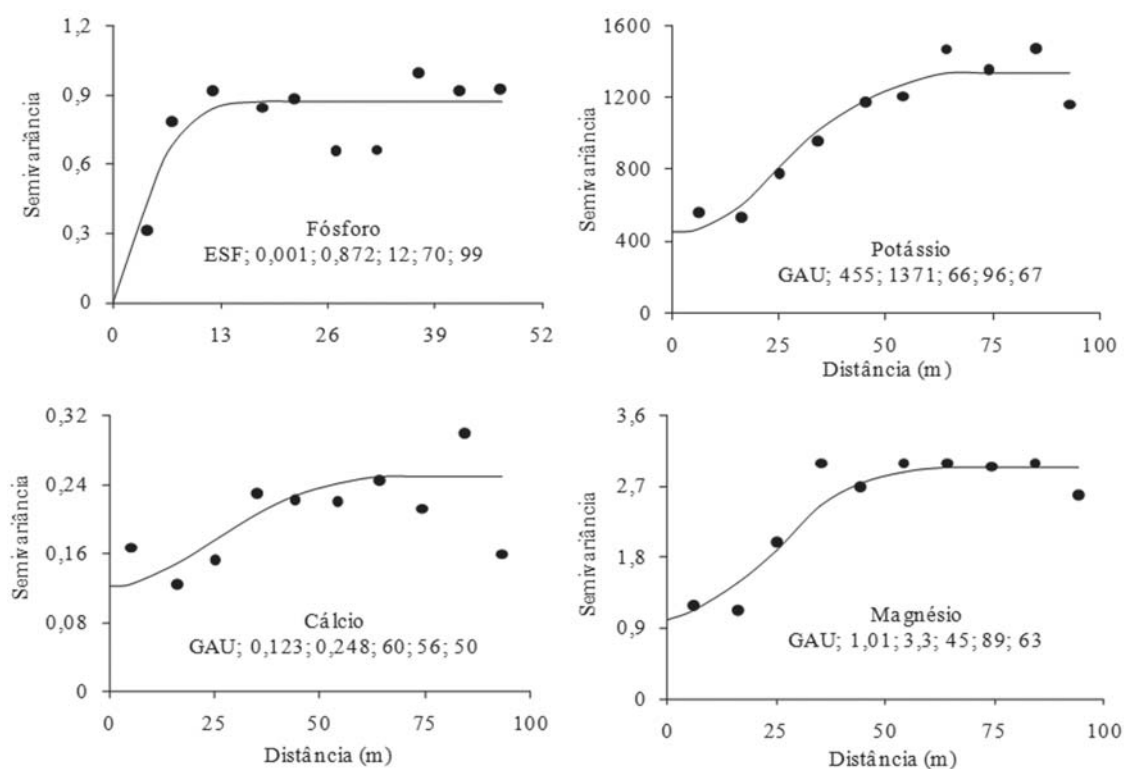 Semivariância
1,2
0,9
0,6
0,3
0
Fósforo
ESF; 0,001; 0,872; 12; 70; 99
0 13 26 39 52
Semivariância
1600
1200
800
400
0
Potássio
GAU; 455; 1371; 66; 96; 67
0 25 50 75 100
Distância (m)
Semivariância
0,32
0,24
0,16
0,08
0
Cálcio
GAU; 0,123; 0,248; 60; 56; 50
0 25 50 75 100
Distância (m)
Semivariância
3,6
2,7
1,8
0,9
0
Magnésio
GAU; 1,01; 3,3; 45; 89; 63
0 25 50 75 100
Distância (m)